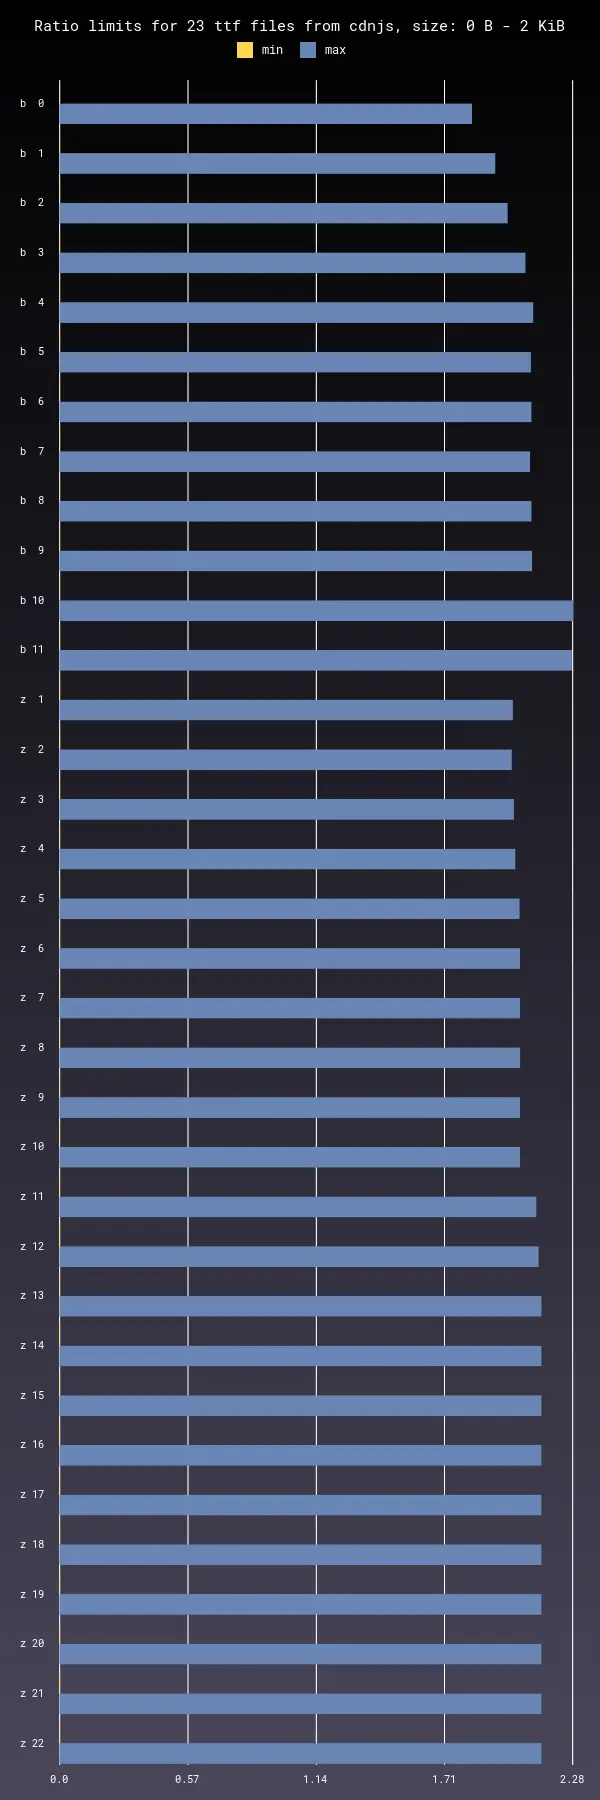 Ratio limits for 23 ttf files from cdnjs, size: 0 B - 2 KiB
min max
b 0
b 1
b 2
b 3
b 4
b 5
b 6
b 7
b 8
b 9
b 10
b 11
z 1
z 2
z 3
z 4
z 5
z 6
z 7
z 8
z 9
z 10
z 11
z 12
z 13
z 14
z 15
z 16
z 17
z 18
z 19
z 20
z 21
z 22
0.0 0.57 1.14 1.71 2.28